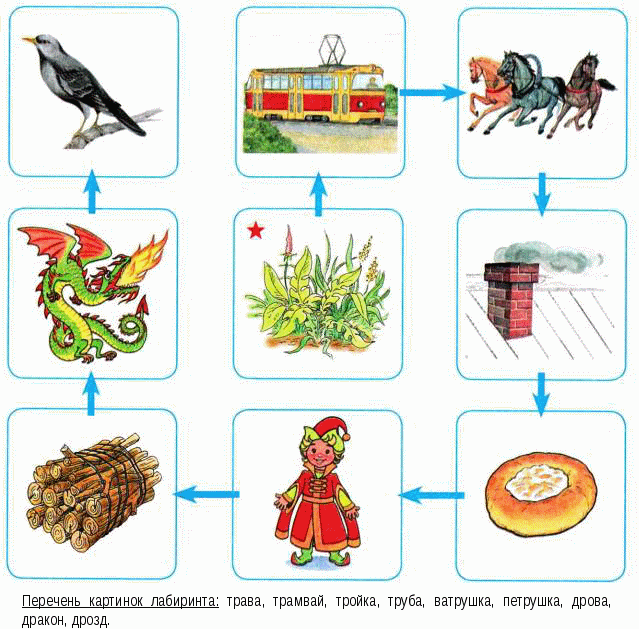 Перечень картинок лабиринта: трава, трамвай, тройка, труба, ватрушка, петрушка, дрова,
дракон, дрозд.